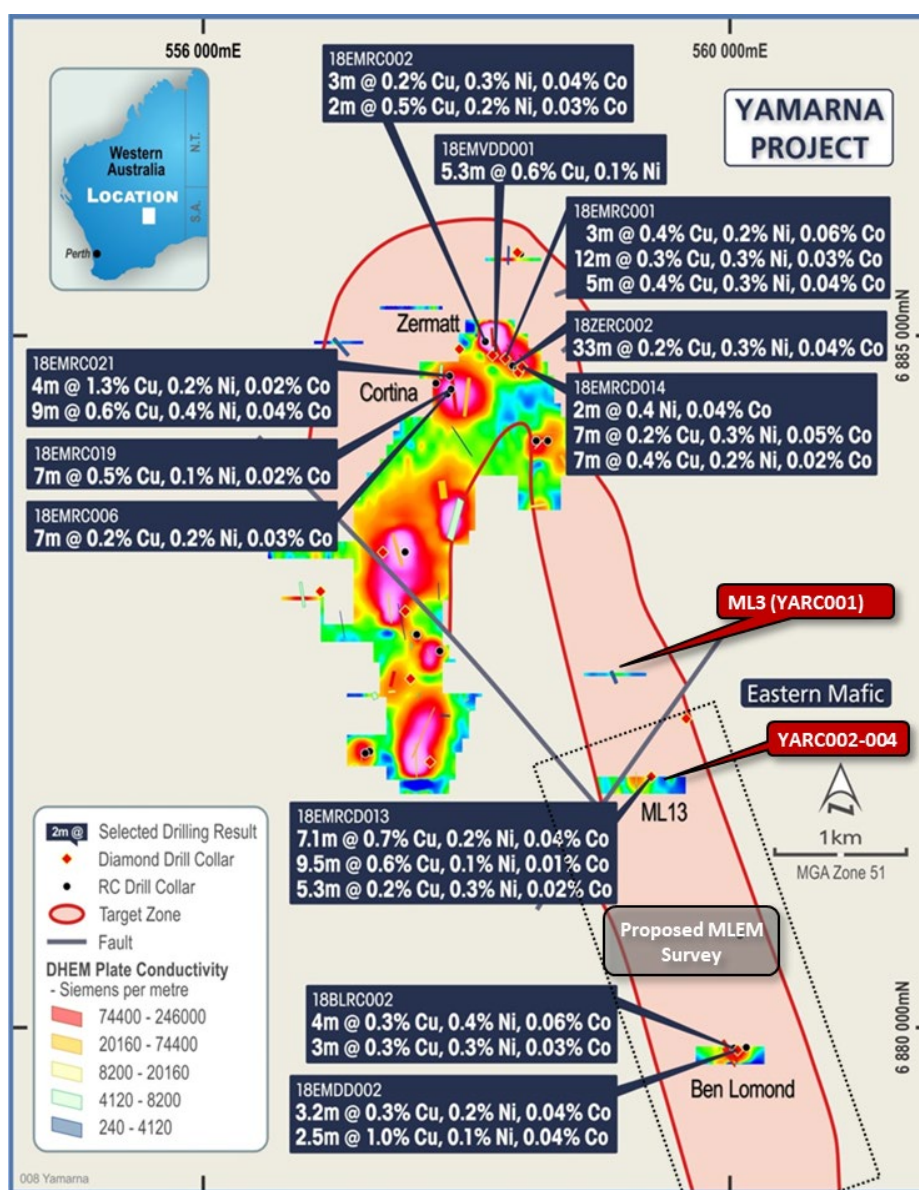 556 000mE
560 000mE
YAMARNA
PROJECT
Western
Australia
LOCATION
N.T.
S.A.
Perth
18EMRC002
3m @ 0.2% Cu, 0.3% Ni, 0.04% Co
2m @ 0.5% Cu, 0.2% Ni, 0.03% Co
18EMVDD001
5.3m @ 0.6% Cu, 0.1% Ni
18EMRC001
3m @ 0.4% Cu, 0.2% Ni, 0.06% Co
12m @ 0.3% Cu, 0.3% Ni, 0.03% Co
5m @ 0.4% Cu, 0.3% Ni, 0.04% Co
6 885 000mN
Zermatt
18ZERC002
33m @ 0.2% Cu, 0.3% Ni, 0.04% Co
18EMRC021
4m @ 1.3% Cu, 0.2% Ni, 0.02% Co
9m @ 0.6% Cu, 0.4% Ni, 0.04% Co
Cortina
18EMRCD014
2m @ 0.4 Ni, 0.04% Co
7m @ 0.2% Cu, 0.3% Ni, 0.05% Co
7m @ 0.4% Cu, 0.2% Ni, 0.02% Co
18EMRC019
7m @ 0.5% Cu, 0.1% Ni, 0.02% Co
18EMRC006
7m @ 0.2% Cu, 0.2% Ni, 0.03% Co
ML3 (YARC001)
Eastern Mafic
YARC002-004
ML13
18EMRCD013
7.1m @ 0.7% Cu, 0.2% Ni, 0.04% Co
9.5m @ 0.6% Cu, 0.1% Ni, 0.01% Co
5.3m @ 0.2% Cu, 0.3% Ni, 0.02% Co
N
1km
MGA Zone 51
Proposed MLEM
Survey
18BLRC002
4m @ 0.3% Cu, 0.4% Ni, 0.06% Co
3m @ 0.3% Cu, 0.3% Ni, 0.03% Co
18EMDD002
3.2m @ 0.3% Cu, 0.2% Ni, 0.04% Co
2.5m @ 1.0% Cu, 0.1% Ni, 0.04% Co
Ben Lomond
6 880 000mN
2m @ Selected Drilling Result
Diamond Drill Collar
RC Drill Collar
Target Zone
Fault
DHEM Plate Conductivity
- Siemens per metre
74400 - 246000
20160 - 74400
8200 - 20160
4120 - 8200
240 - 4120
008 Yamarna